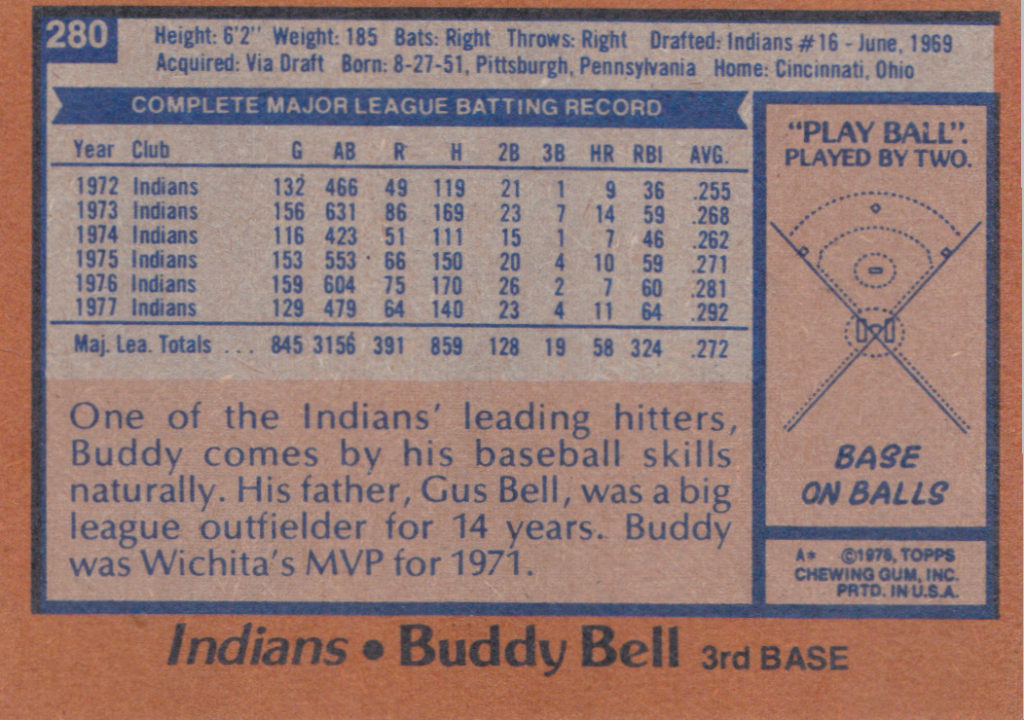 280
Height: 6'2" Weight: 185 Bats: Right Throws: Right Drafted: Indians #16 - June, 1969
Acquired: Via Draft Born: 8-27-51, Pittsburgh, Pennsylvania Home: Cincinnati, Ohio
COMPLETE MAJOR LEAGUE BATTING RECORD
Year Club G AB R H 2B 3B HR RBI AVG.
1972 Indians 132 466 49 119 21 1 9 36 .255
1973 Indians 156 631 86 169 23 7 14 59 .268
1974 Indians 116 423 51 111 15 1 7 46 .262
1975 Indians 153 553 66 150 20 4 10 59 .271
1976 Indians 159 604 75 170 26 2 7 60 .281
1977 Indians 129 479 64 140 23 4 11 64 .292
Maj. Lea. Totals ... 845 3156 391 859 128 19 58 324 .272
One of the Indians' leading hitters,
Buddy comes by his baseball skills
naturally. His father, Gus Bell, was a big
league outfielder for 14 years. Buddy
was Wichita's MVP for 1971.
"PLAY BALL".
PLAYED BY TWO.
BASE
ON BALLS
A* ©1978, TOPPS
CHEWING GUM, INC.
PRTD. IN U.S.A.
Indians • Buddy Bell 3rd BASE